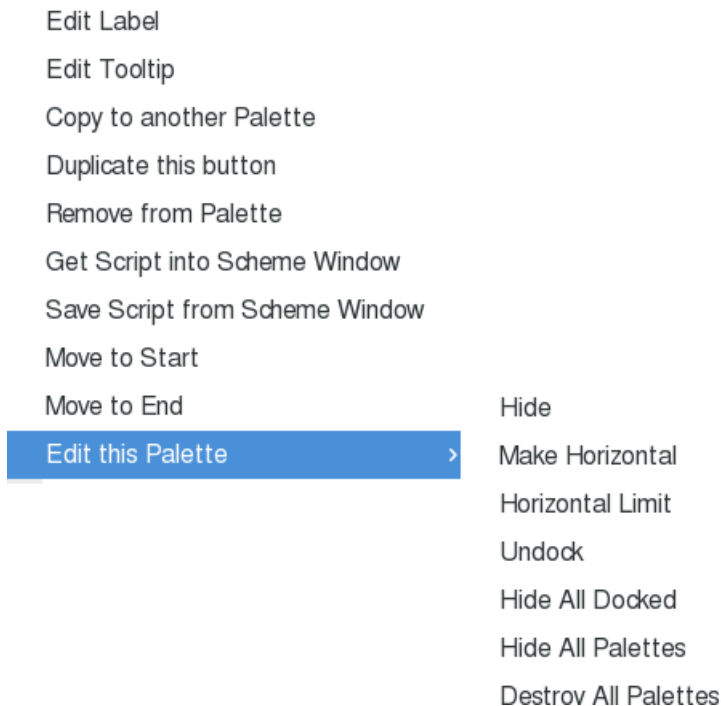 Edit Label
Edit Tooltip
Copy to another Palette
Duplicate this button
Remove from Palette
Get Script into Scheme Window
Save Script from Scheme Window
Move to Start
Move to End
Edit this Palette
Hide
Make Horizontal
Horizontal Limit
Undock
Hide All Docked
Hide All Palettes
Destroy All Palettes